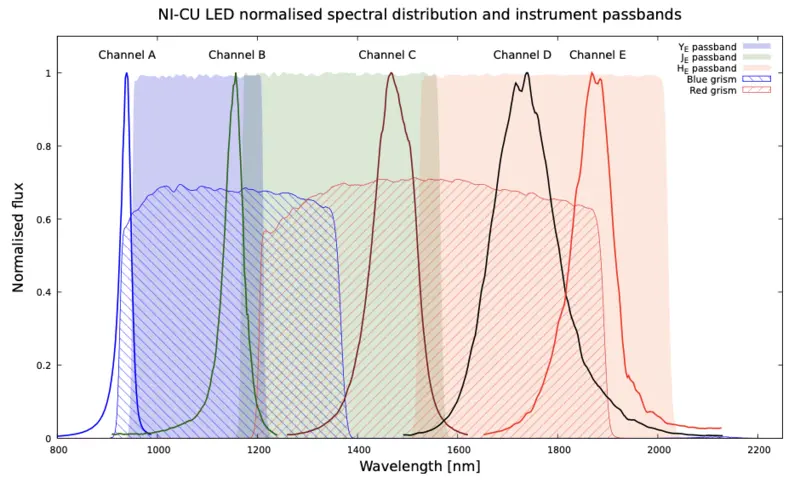 NI-CU LED normalised spectral distribution and instrument passbands
Channel A Channel B Channel C Channel D Channel E
Y_E passband
J_E passband
H_E passband
Blue grism
Red grism
Normalised flux
1
0.8
0.6
0.4
0.2
0
800 1000 1200 1400 1600 1800 2000 2200
Wavelength [nm]